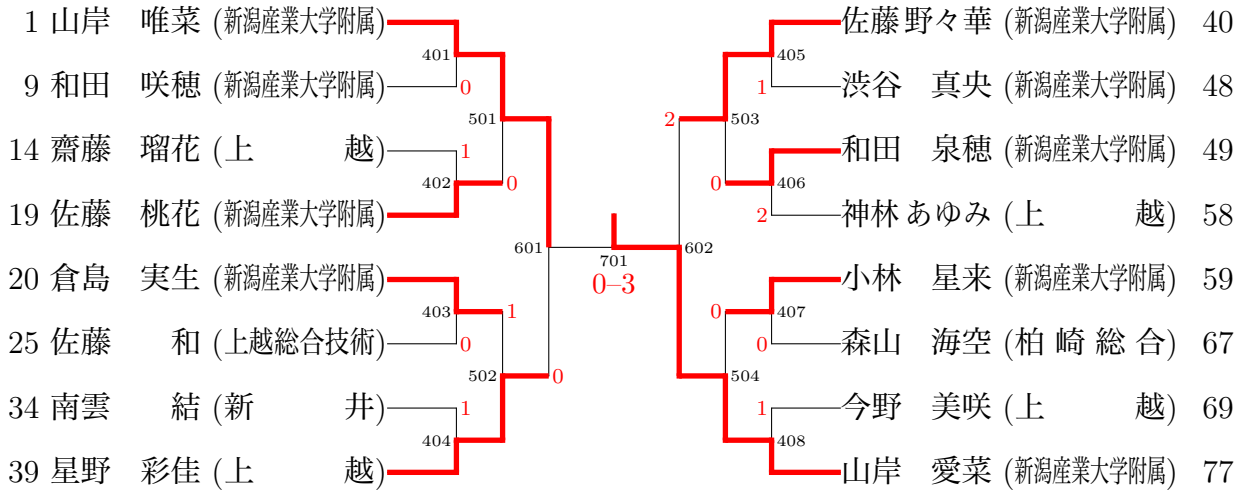 1 山岸　唯菜 (新潟産業大学附属)
401
9 和田　咲穂 (新潟産業大学附属) 0
501
14 齋藤　瑠花 (上　　越) 1
402 0
19 佐藤　桃花 (新潟産業大学附属)
601
20 倉島　実生 (新潟産業大学附属)
403 1
25 佐藤　　和 (上越総合技術) 0
502 0
34 南雲　　結 (新　　井) 1
404
39 星野　彩佳 (上　　越)
701
0–3
佐藤野々華 (新潟産業大学附属) 40
405
1 渋谷　真央 (新潟産業大学附属) 48
2 503
和田　泉穂 (新潟産業大学附属) 49
0 406
2 神林あゆみ (上　　越) 58
602
小林　星来 (新潟産業大学附属) 59
0 407
0 森山　海空 (柏崎総合) 67
504
1 今野　美咲 (上　　越) 69
408
山岸　愛菜 (新潟産業大学附属) 77